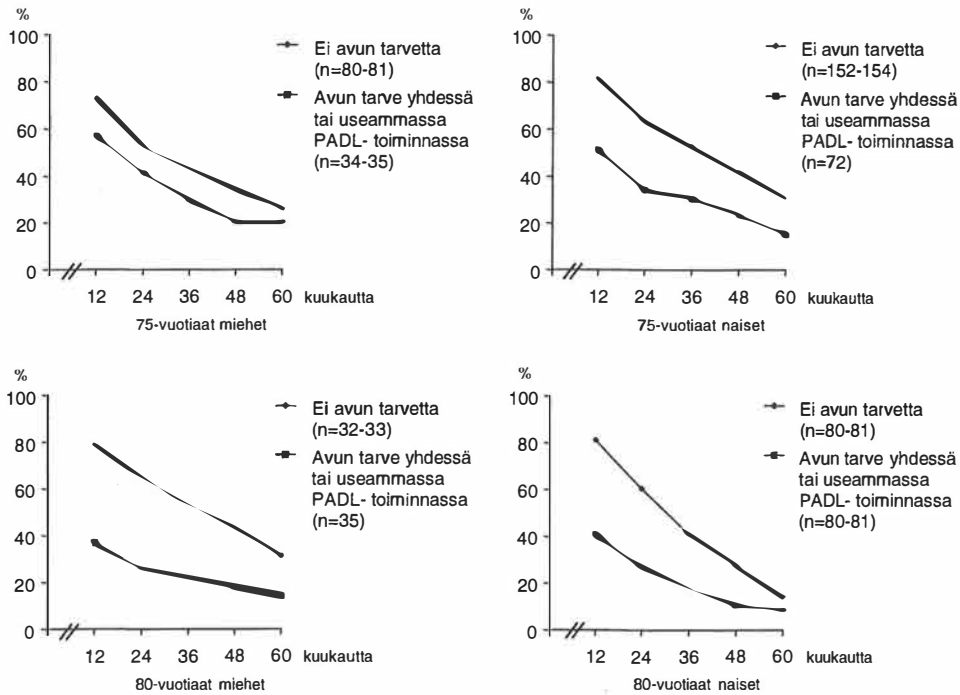 %
100
80
60
40
20
0
12 24 36 48 60 kuukautta
75-vuotiaat miehet
Ei avun tarvetta
(n=80-81)
Avun tarve yhdessä
tai useammassa
PADL- toiminnassa
(n=34-35)
%
100
80
60
40
20
0
12 24 36 48 60 kuukautta
75-vuotiaat naiset
Ei avun tarvetta
(n=152-154)
Avun tarve yhdessä
tai useammassa
PADL- toiminnassa
(n=72)
%
100
80
60
40
20
0
12 24 36 48 60 kuukautta
80-vuotiaat miehet
Ei avun tarvetta
(n=32-33)
Avun tarve yhdessä
tai useammassa
PADL- toiminnassa
(n=35)
%
100
80
60
40
20
0
12 24 36 48 60 kuukautta
80-vuotiaat naiset
Ei avun tarvetta
(n=80-81)
Avun tarve yhdessä
tai useammassa
PADL- toiminnassa
(n=80-81)